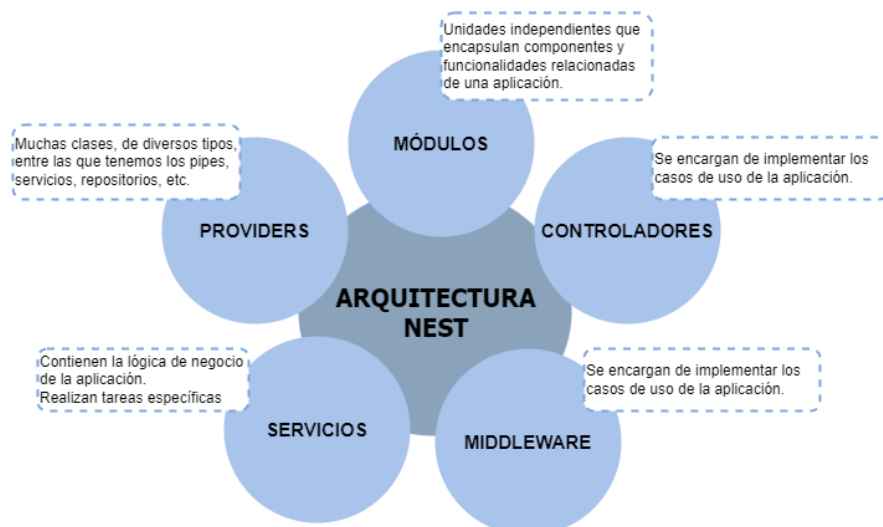 Unidades independientes que
encapsulan componentes y
funcionalidades relacionadas
de una aplicación.
MÓDULOS
Muchas clases, de diversos tipos,
entre las que tenemos los pipes,
servicios, repositorios, etc.
PROVIDERS
Se encargan de implementar los
casos de uso de la aplicación.
CONTROLADORES
ARQUITECTURA
NEST
Contienen la lógica de negocio
de la aplicación.
Realizan tareas específicas
SERVICIOS
Se encargan de implementar los
casos de uso de la aplicación.
MIDDLEWARE